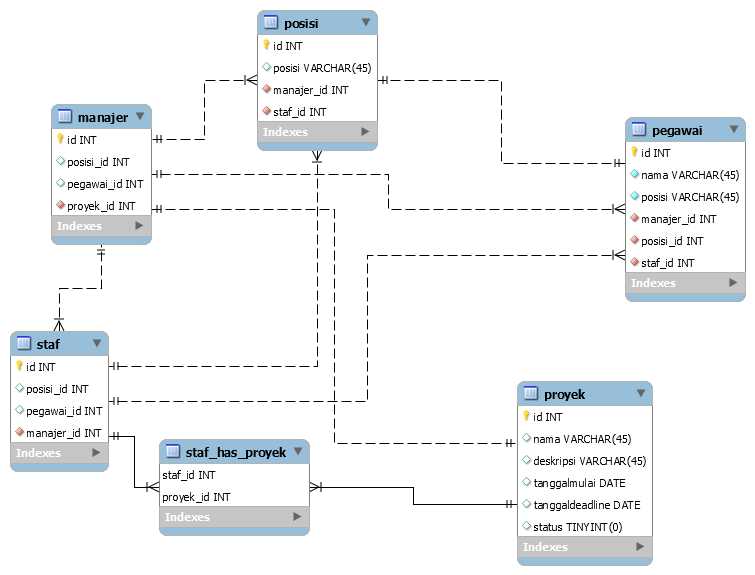 posisi
id INT
posisi VARCHAR(45)
manajer_id INT
staf_id INT
Indexes
manajer
id INT
posisi_id INT
pegawai_id INT
proyek_id INT
Indexes
pegawai
id INT
nama VARCHAR(45)
posisi VARCHAR(45)
manajer_id INT
posisi_id INT
staf_id INT
Indexes
staf
id INT
posisi_id INT
pegawai_id INT
manajer_id INT
Indexes
staf_has_proyek
staf_id INT
proyek_id INT
Indexes
proyek
id INT
nama VARCHAR(45)
deskripsi VARCHAR(45)
tanggalmulai DATE
tanggaldeadline DATE
status TINYINT(0)
Indexes